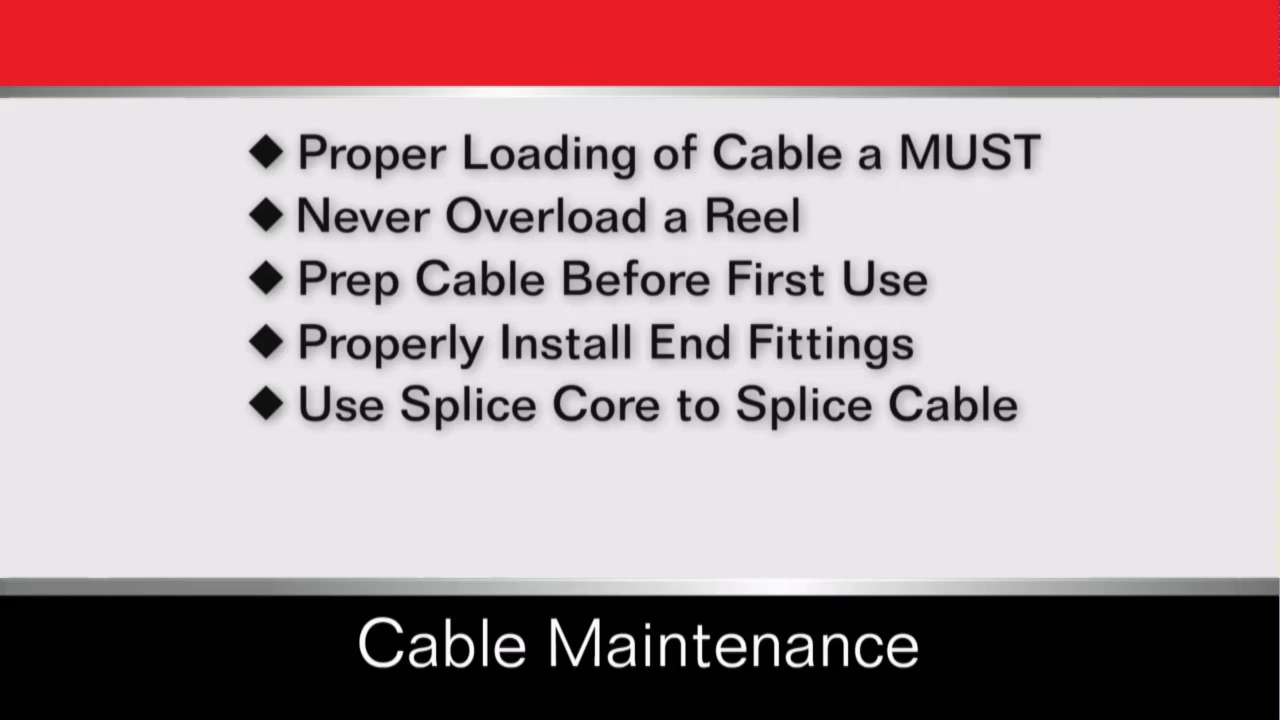 ◆ Proper Loading of Cable a MUST
◆ Never Overload a Reel
◆ Prep Cable Before First Use
◆ Properly Install End Fittings
◆ Use Splice Core to Splice Cable
Cable Maintenance